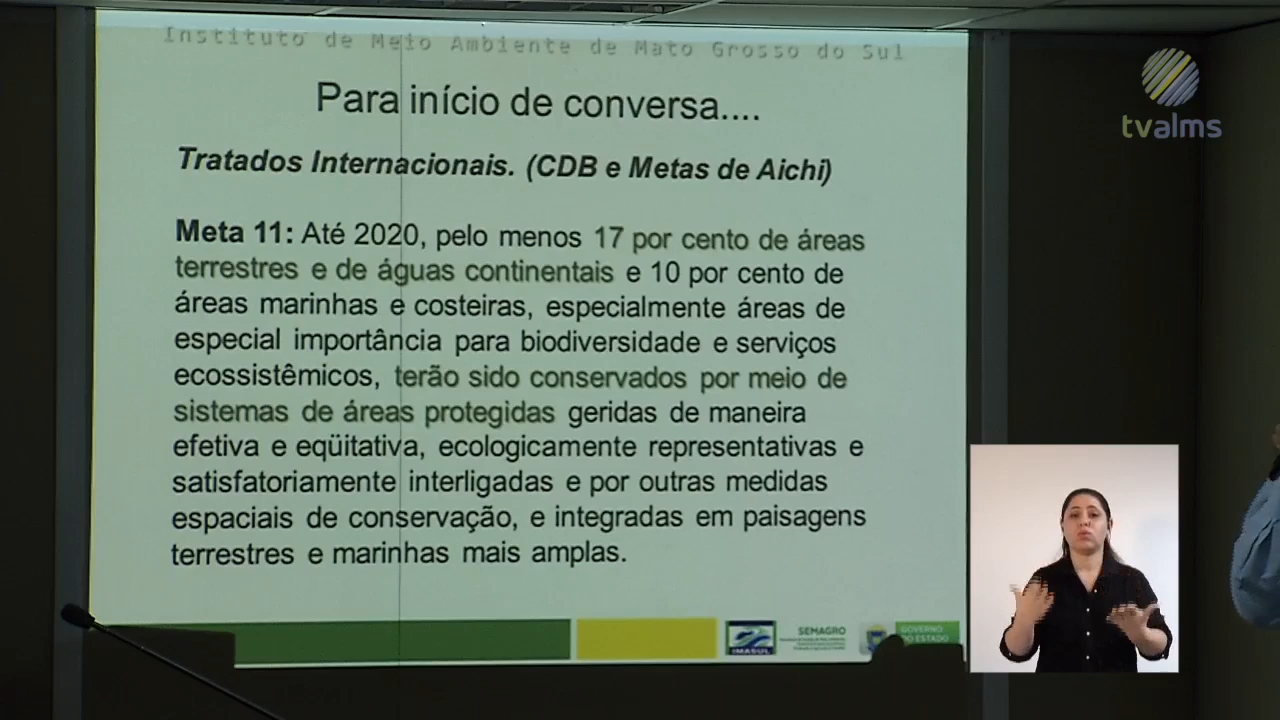 Instituto de Meio Ambiente de Mato Grosso do Sul
tvalms
Para início de conversa....
Tratados Internacionais. (CDB e Metas de Aichi)
Meta 11: Até 2020, pelo menos 17 por cento de áreas
terrestres e de águas continentais e 10 por cento de
áreas marinhas e costeiras, especialmente áreas de
especial importância para biodiversidade e serviços
ecossistêmicos, terão sido conservados por meio de
sistemas de áreas protegidas geridas de maneira
efetiva e eqüitativa, ecologicamente representativas e
satisfatoriamente interligadas e por outras medidas
espaciais de conservação, e integradas em paisagens
terrestres e marinhas mais amplas.
IMASUL
SEMAGRO
GOVERNO
DO ESTADO